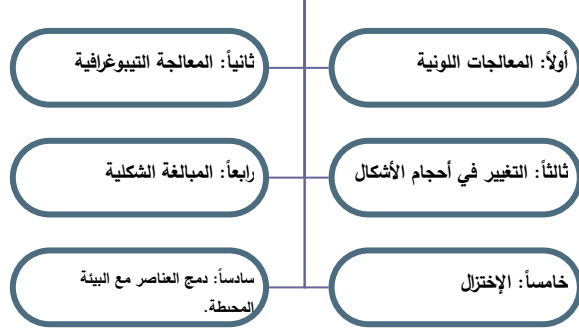 أولاً: المعالجات اللونية
ثانياً: المعالجة التيبوغرافية
ثالثاً: التغيير في أحجام الأشكال
رابعاً: المبالغة الشكلية
خامساً: الإختزال
سادساً: دمج العناصر مع البيئة
المحيطة.